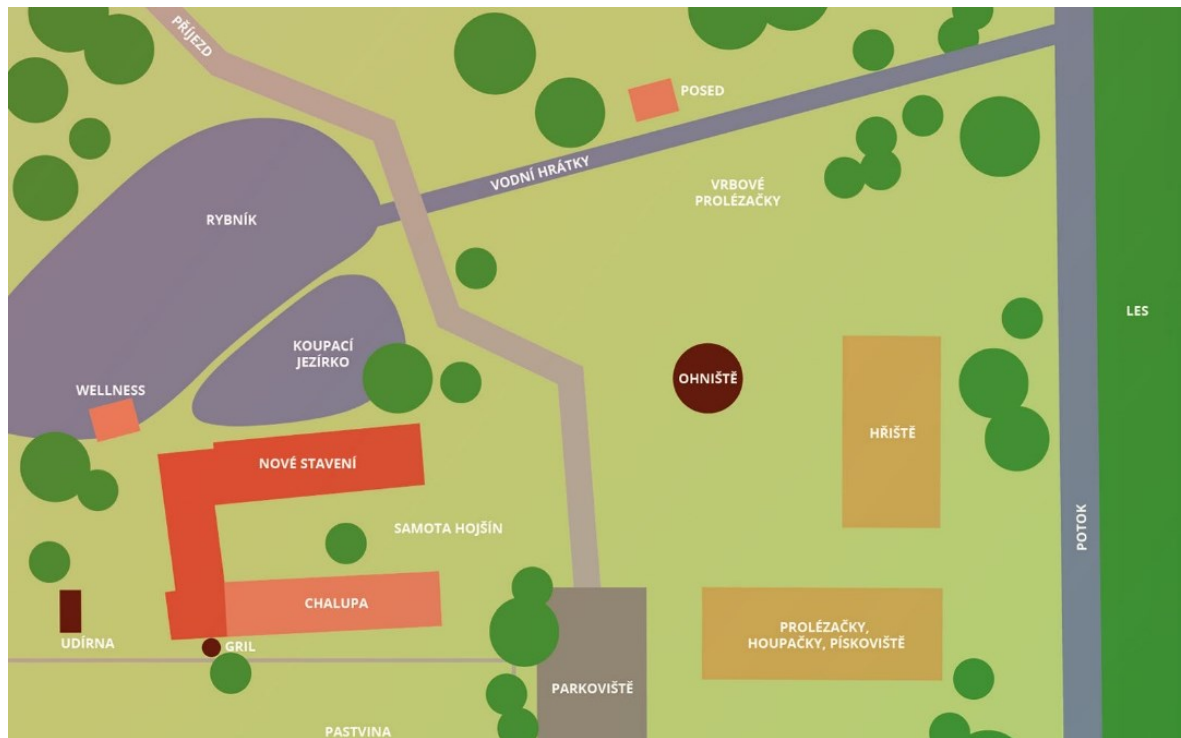 PŘÍJEZD
POSED
VODNÍ HRÁTKY
VRBOVÉ
PROLÉZAČKY
RYBNÍK
LES
KOUPACÍ
JEZÍRKO
OHNIŠTĚ
WELLNESS
HŘIŠTĚ
NOVÉ STAVENÍ
SAMOTA HOJŠÍN
POTOK
CHALUPA
PROLÉZAČKY,
HOUPAČKY, PÍSKOVIŠTĚ
UDÍRNA
GRIL
PARKOVIŠTĚ
PASTVINA